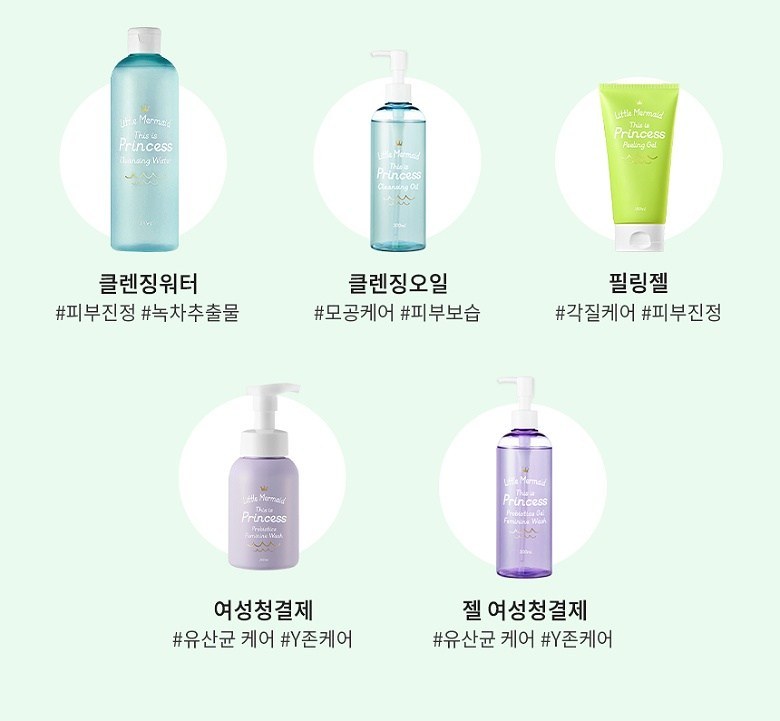 Little Mermaid
This is
Princess
Cleansing Water
Little Mermaid
This is
Princess
Cleansing Oil
Little Mermaid
This is
Princess
Peeling Gel
클렌징워터
클렌징오일
필링젤
#피부진정 #녹차추출물
#모공케어 #피부보습
#각질케어 #피부진정
Little Mermaid
This is
Princess
Feminine Wash
Little Mermaid
This is
Princess
Probiotics Gel
Feminine Wash
여성청결제
젤 여성청결제
#유산균 케어 #Y존케어
#유산균 케어 #Y존케어